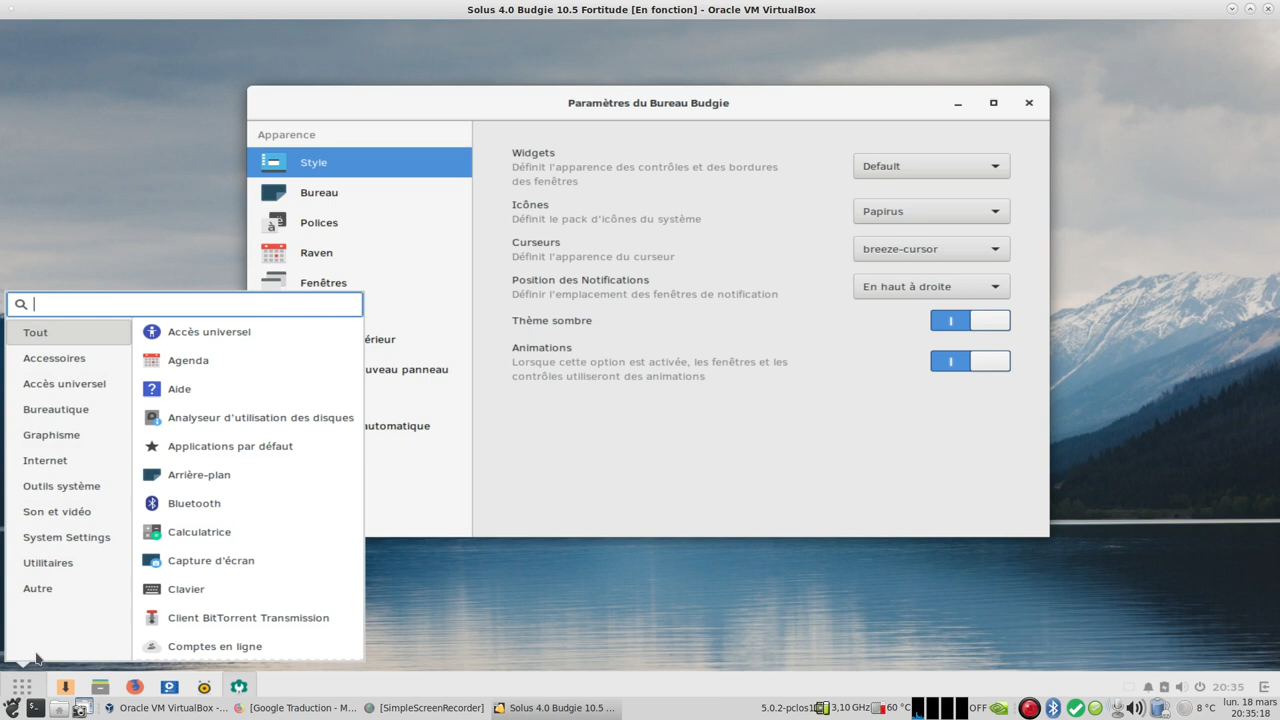 Solus 4.0 Budgie 10.5 Fortitude [En fonction] - Oracle VM VirtualBox
Paramètres du Bureau Budgie
Apparence
Style
Bureau
Polices
Raven
Fenêtres
érieur
uveau panneau
automatique
Widgets
Définit l'apparence des contrôles et des bordures
des fenêtres
Default
Icônes
Définit le pack d'icônes du système
Papirus
Curseurs
Définit l'apparence du curseur
breeze-cursor
Position des Notifications
Définir l'emplacement des fenêtres de notification
En haut à droite
Thème sombre
Animations
Lorsque cette option est activée, les fenêtres et les
contrôles utiliseront des animations
Tout
Accessoires
Accès universel
Bureautique
Graphisme
Internet
Outils système
Son et vidéo
System Settings
Utilitaires
Autre
Accès universel
Agenda
Aide
Analyseur d'utilisation des disques
Applications par défaut
Arrière-plan
Bluetooth
Calculatrice
Capture d'écran
Clavier
Client BitTorrent Transmission
Comptes en ligne
20:35
Oracle VM VirtualBox -...
[Google Traduction - M...
[SimpleScreenRecorder]
Solus 4.0 Budgie 10.5 ...
3,10 GHz
60 °C
OFF
8 °C
lun. 18 mars
20:35:18